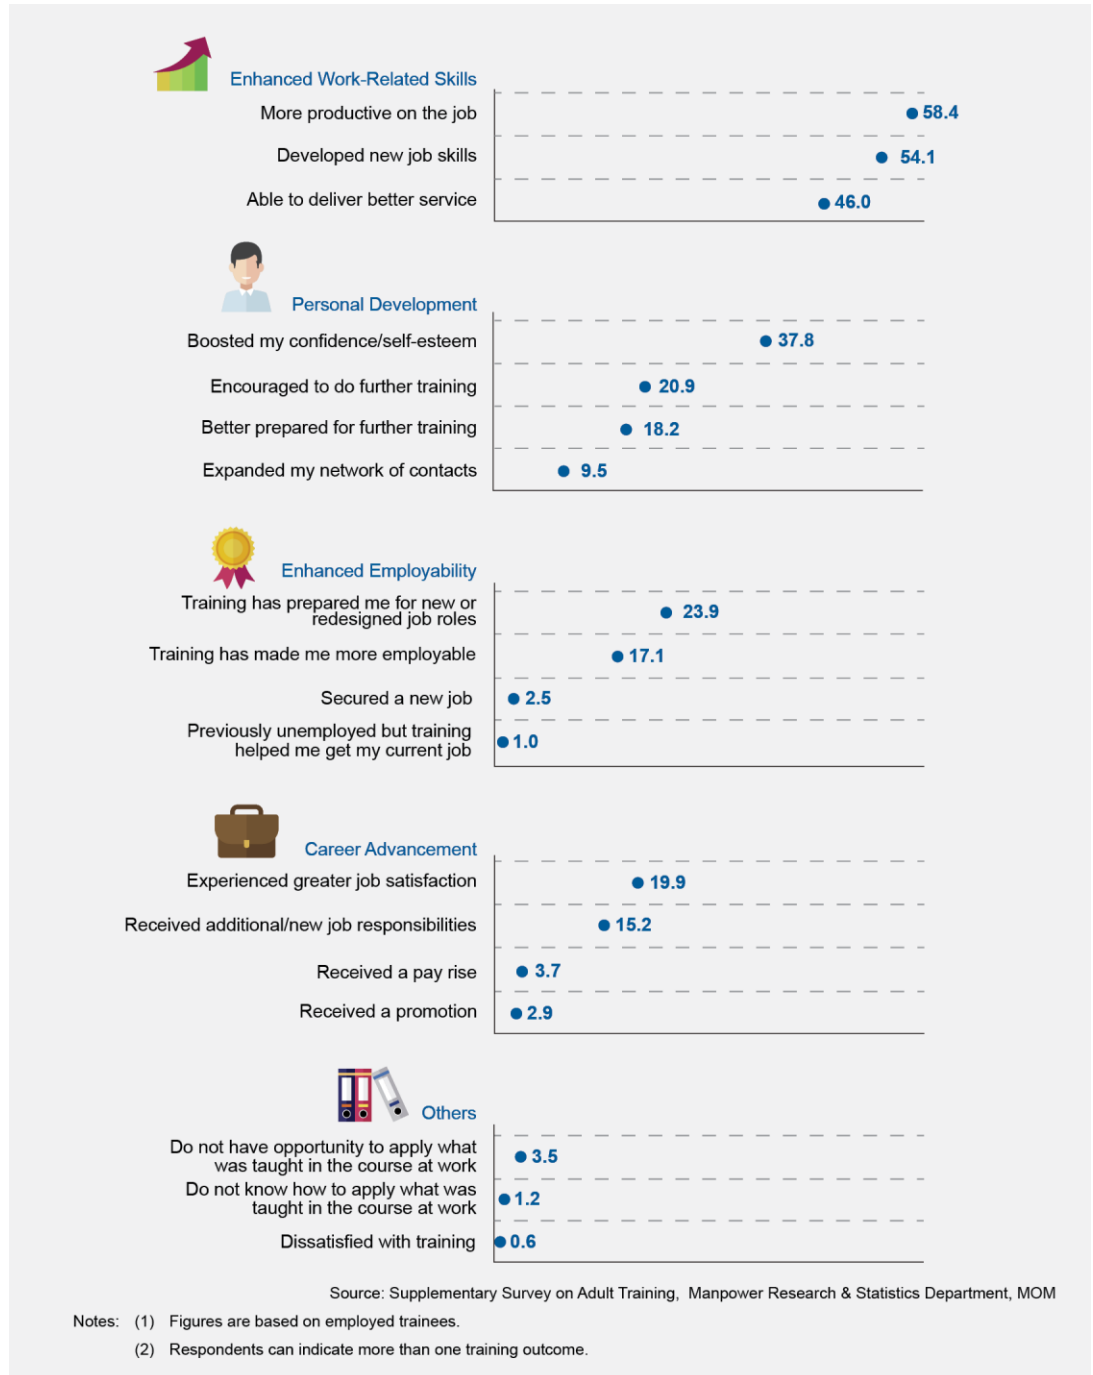 Enhanced Work-Related Skills
More productive on the job 58.4
Developed new job skills 54.1
Able to deliver better service 46.0
Personal Development
Boosted my confidence/self-esteem 37.8
Encouraged to do further training 20.9
Better prepared for further training 18.2
Expanded my network of contacts 9.5
Enhanced Employability
Training has prepared me for new or
redesigned job roles 23.9
Training has made me more employable 17.1
Secured a new job 2.5
Previously unemployed but training
helped me get my current job 1.0
Career Advancement
Experienced greater job satisfaction 19.9
Received additional/new job responsibilities 15.2
Received a pay rise 3.7
Received a promotion 2.9
Others
Do not have opportunity to apply what
was taught in the course at work 3.5
Do not know how to apply what was
taught in the course at work 1.2
Dissatisfied with training 0.6
Source: Supplementary Survey on Adult Training, Manpower Research & Statistics Department, MOM
Notes: (1) Figures are based on employed trainees.
(2) Respondents can indicate more than one training outcome.